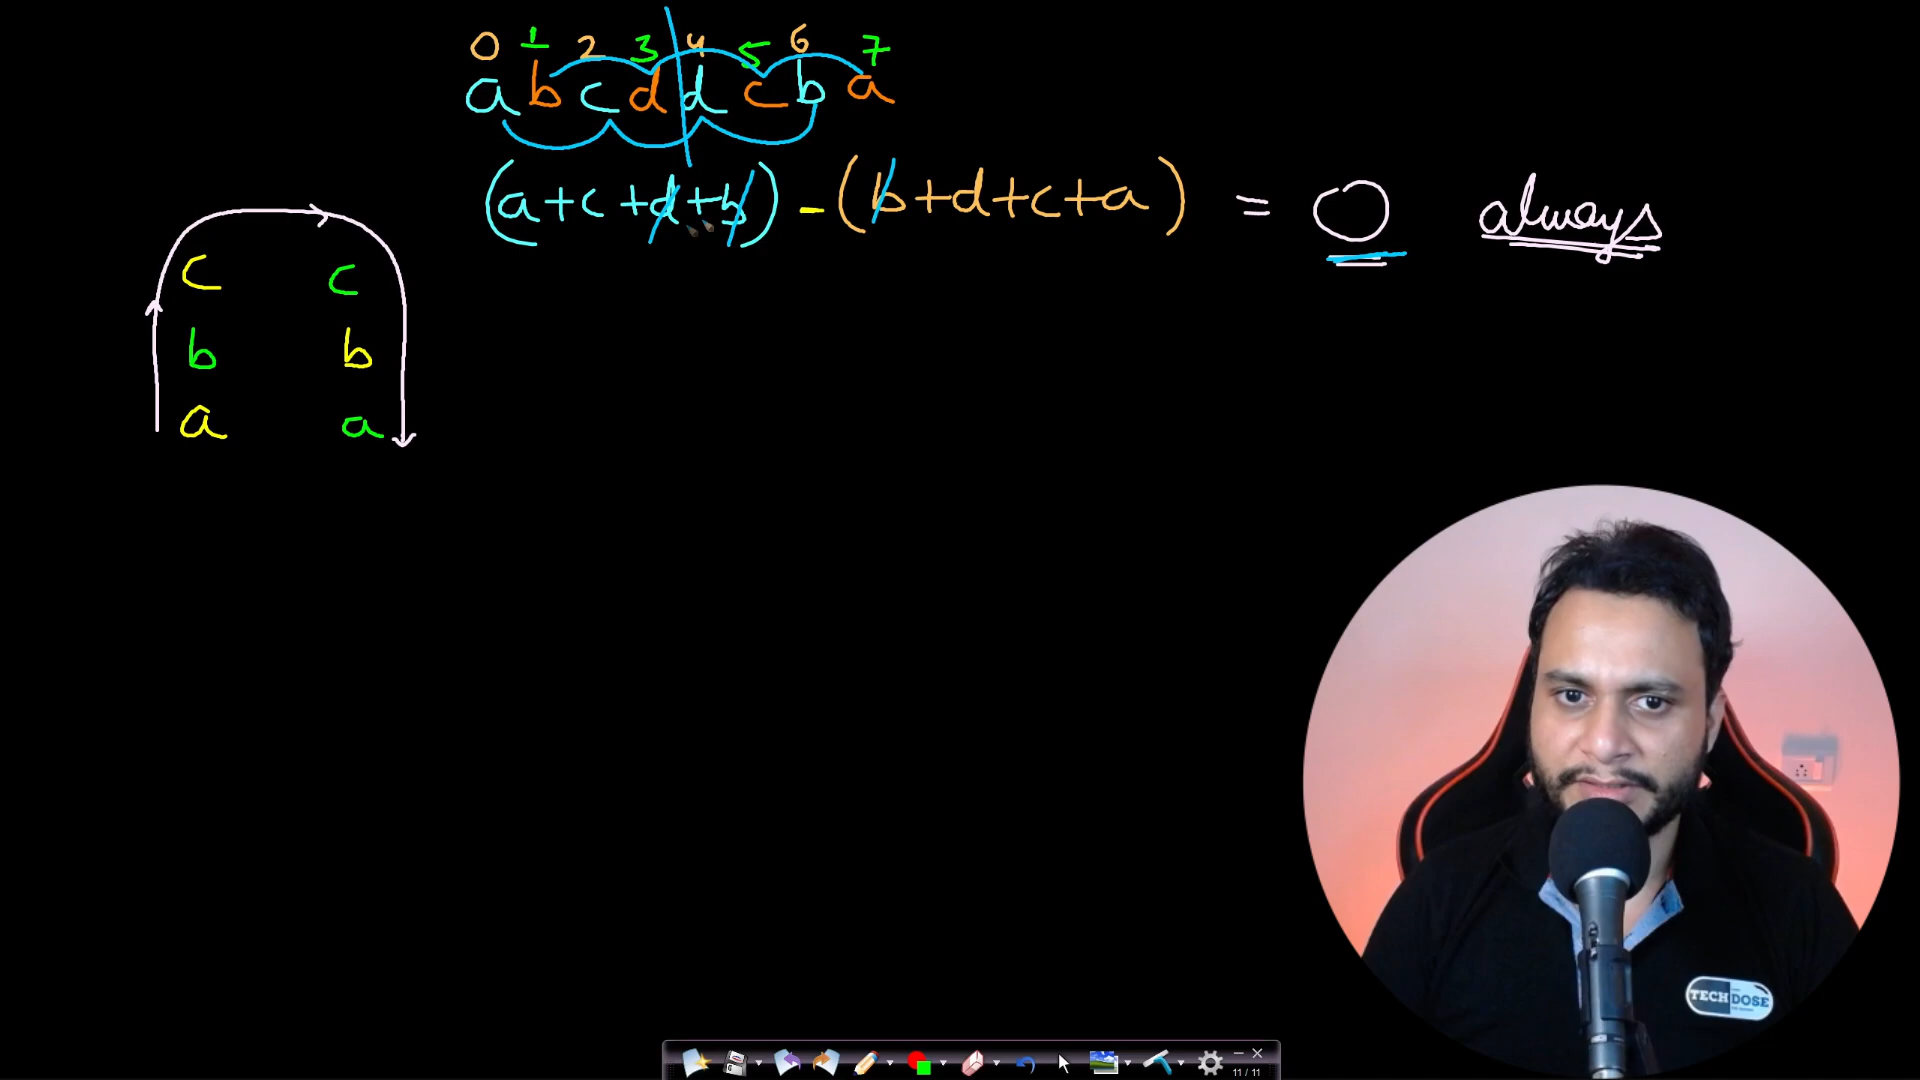 0 1 2 3 4 5 6 7
a b c d d c b a
(a+c+d+b) - (b+d+c+a) = 0 always
c c
b b
a a
TECH DOSE
11 / 11